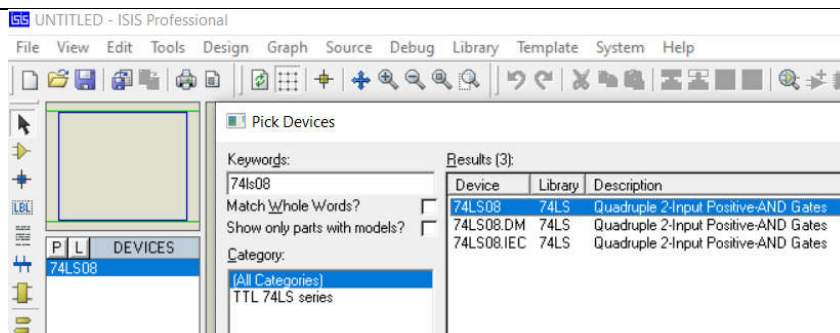 ISIS UNTITLED - ISIS Professional
File View Edit Tools Design Graph Source Debug Library Template System Help
Pick Devices
Keywords:
74ls08
Match Whole Words?
Show only parts with models?
Category:
(All Categories)
TTL 74LS series
Results (3):
Device Library Description
74LS08 74LS Quadruple 2-Input Positive-AND Gates
74LS08.DM 74LS Quadruple 2-Input Positive-AND Gates
74LS08.IEC 74LS Quadruple 2-Input Positive-AND Gates
LBL
P L DEVICES
74LS08